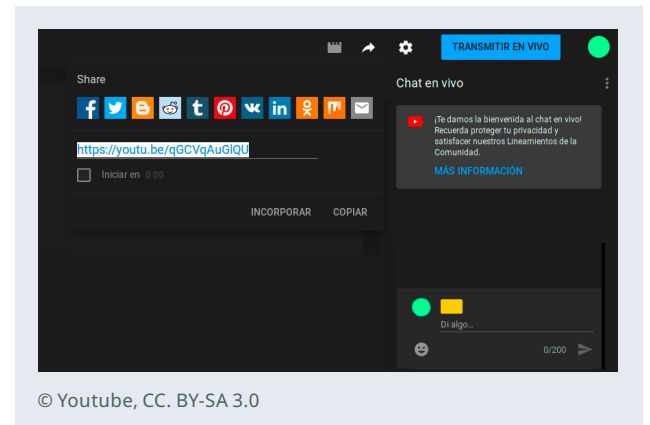 TRANSMITIR EN VIVO
Share
https://youtu.be/qGCVqAuGlQU
Iniciar en 0:00
INCORPORAR COPIAR
Chat en vivo
¡Te damos la bienvenida al chat en vivo!
Recuerda proteger tu privacidad y
satisfacer nuestros Lineamientos de la
Comunidad.
MÁS INFORMACIÓN
Di algo...
0/200
© Youtube, CC. BY-SA 3.0